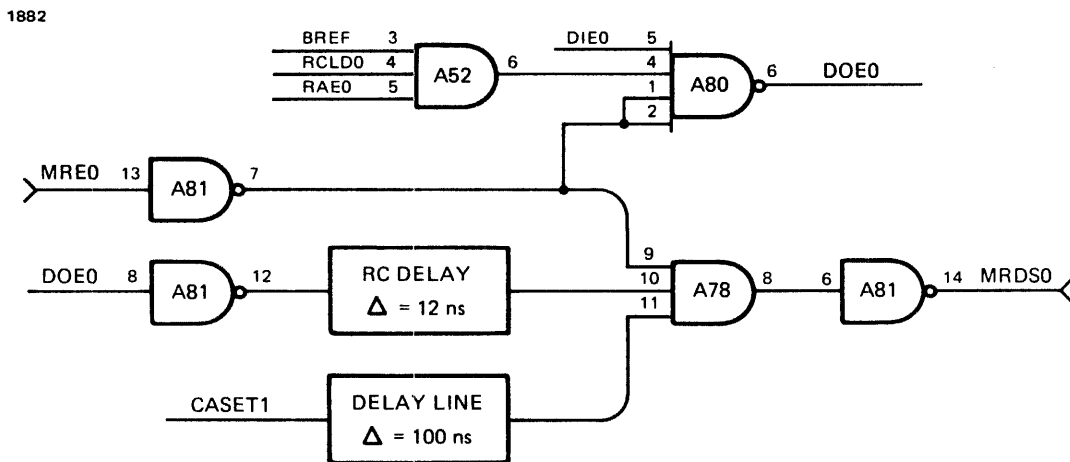 1882
BREF 3
RCLD0 4
RAE0 5
A52
6
DIE0 5
4
1
2
A80
6
DOE0
MRE0 13
A81
7
DOE0 8
A81
12
RC DELAY
Δ = 12 ns
9
10
11
A78
8
6
A81
14
MRDS0
CASET1
DELAY LINE
Δ = 100 ns